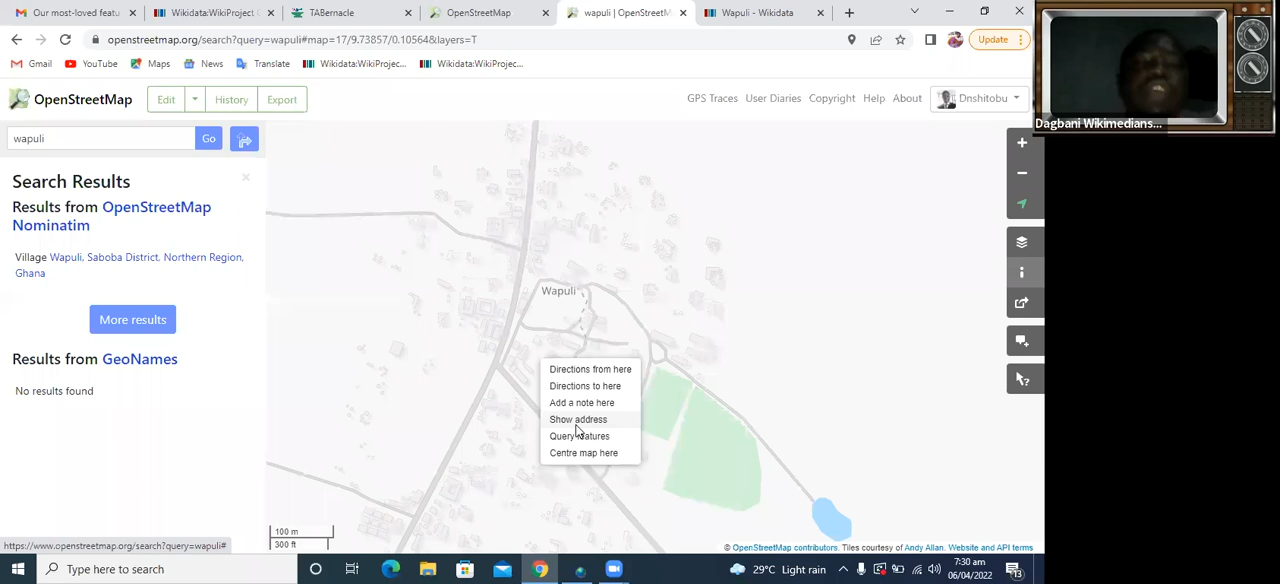 Our most-loved featu
Wikidata:WikiProject C
TABernacle
OpenStreetMap
wapuli | OpenStreetM
Wapuli - Wikidata
openstreetmap.org/search?query=wapuli#map=17/9.73857/0.10564&layers=T
Update
Gmail
YouTube
Maps
News
Translate
Wikidata:WikiProjec...
Wikidata:WikiProjec...
OpenStreetMap
Edit
History
Export
GPS Traces
User Diaries
Copyright
Help
About
Dnshitobu
Dagbani Wikimedians...
wapuli
Go
Search Results
Results from OpenStreetMap
Nominatim
Village Wapuli, Saboba District, Northern Region,
Ghana
More results
Results from GeoNames
No results found
Wapuli
Directions from here
Directions to here
Add a note here
Show address
Query features
Centre map here
100 m
300 ft
© OpenStreetMap contributors. Tiles courtesy of Andy Allan. Website and API terms
https://www.openstreetmap.org/search?query=wapuli#
Type here to search
29°C Light rain
7:30 am
06/04/2022
13